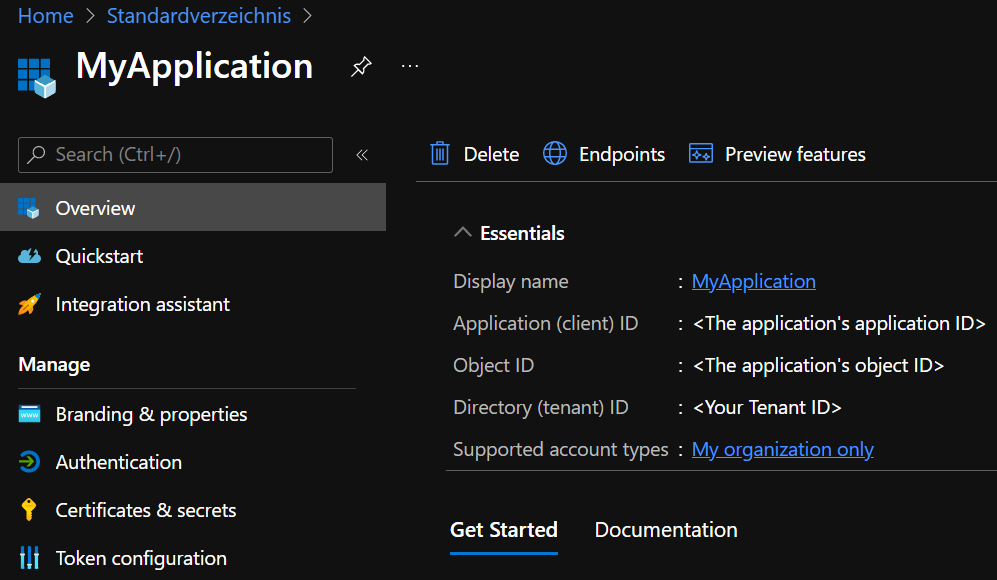 Home > Standardverzeichnis >
MyApplication ...
Search (Ctrl+/) «
Delete Endpoints Preview features
Overview
Quickstart
Integration assistant
Manage
Branding & properties
Authentication
Certificates & secrets
Token configuration
Essentials
Display name : MyApplication
Application (client) ID : <The application's application ID>
Object ID : <The application's object ID>
Directory (tenant) ID : <Your Tenant ID>
Supported account types : My organization only
Get Started Documentation